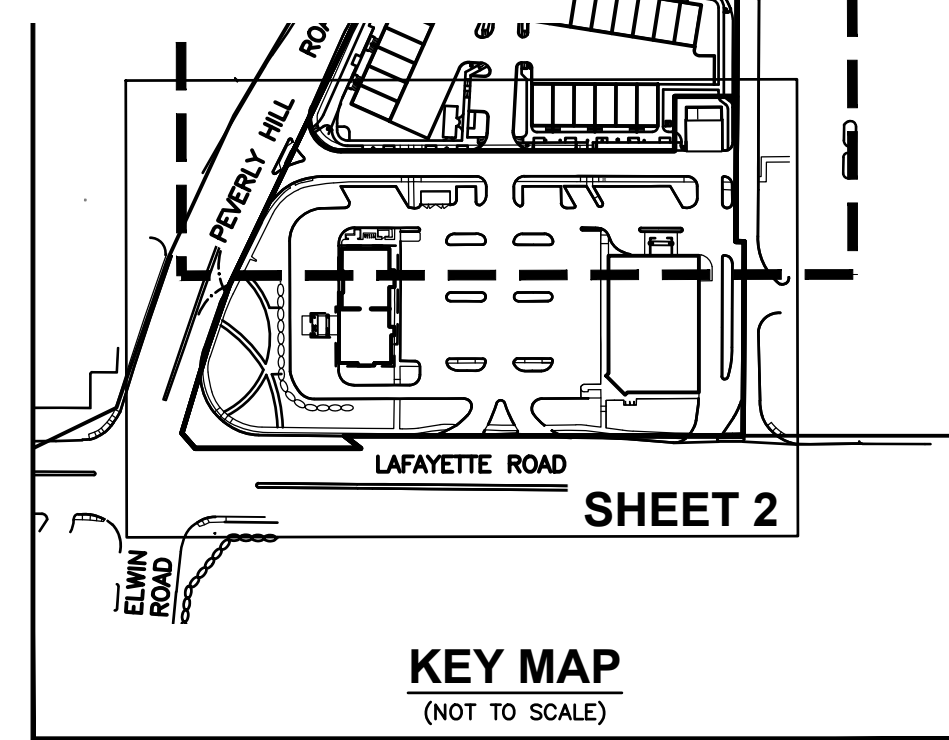 PEVERLY HILL
LAFAYETTE ROAD
SHEET 2
ELWIN
ROAD
KEY MAP
(NOT TO SCALE)